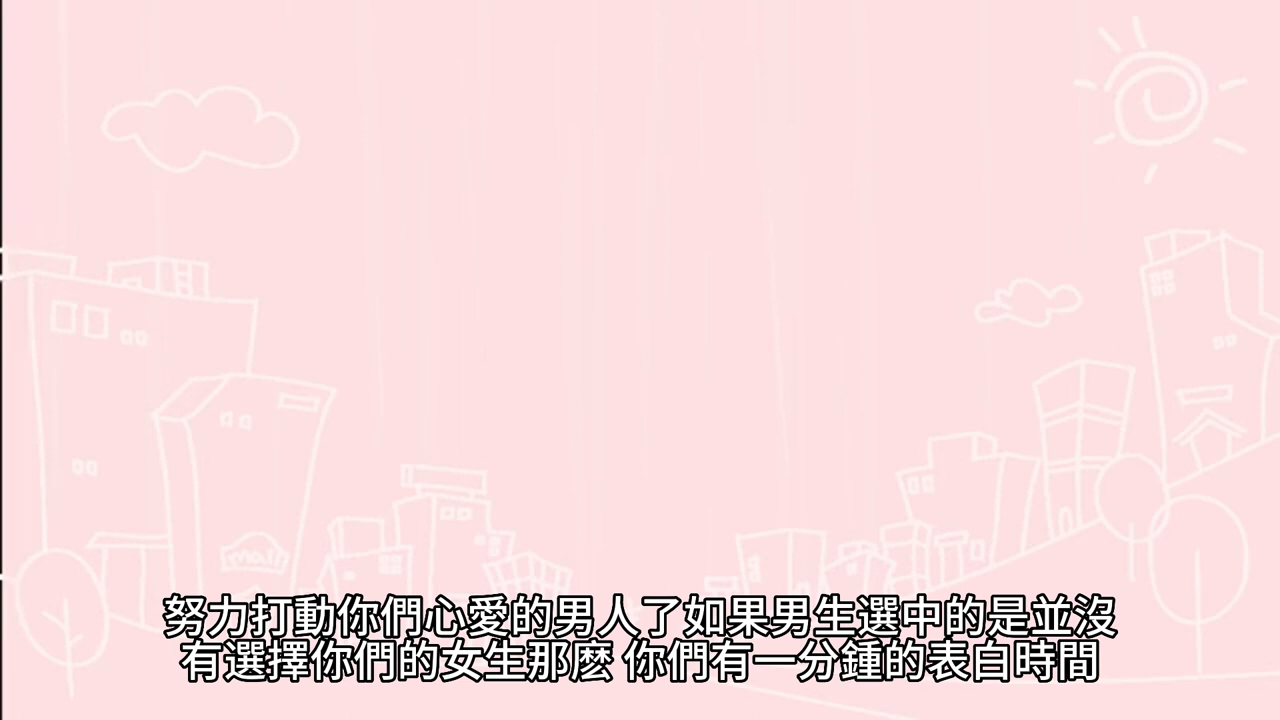 努力打動你們心愛的男人了如果男生選中的是並沒
有選擇你們的女生那麽 你們有一分鍾的表白時間